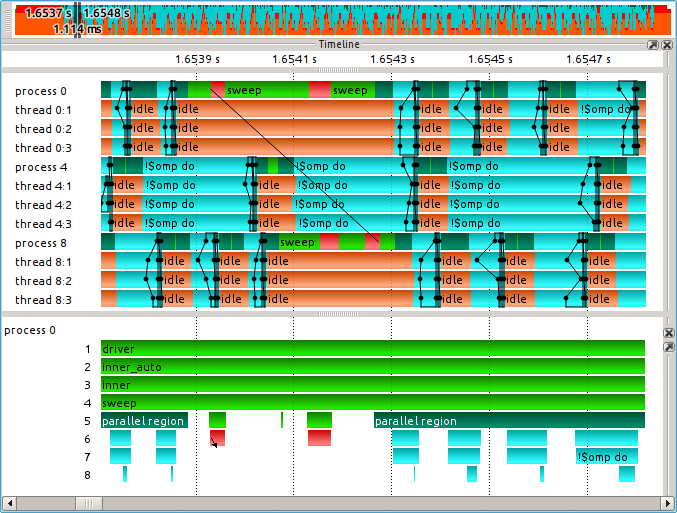 1.6537 s 1.6548 s
1.114 ms
Timeline
1.6539 s 1.6541 s 1.6543 s 1.6545 s 1.6547 s
process 0 sweep sweep
thread 0:1 idle idle idle idle idle !$omp do
thread 0:2 idle idle idle idle idle
thread 0:3 idle idle idle idle idle
process 4 !$omp do !$omp do !$omp do
thread 4:1 idle !$omp do idle !$omp do idle !$omp do idle
thread 4:2 idle !$omp do idle !$omp do idle !$omp do idle
thread 4:3 idle !$omp do idle !$omp do idle !$omp do idle
process 8 sweep
thread 8:1 idle idle idle idle idle idle
thread 8:2 idle idle idle idle idle idle
thread 8:3 idle idle idle idle idle idle
process 0
1 driver
2 inner_auto
3 inner
4 sweep
5 parallel region parallel region
6
7 !$omp do
8